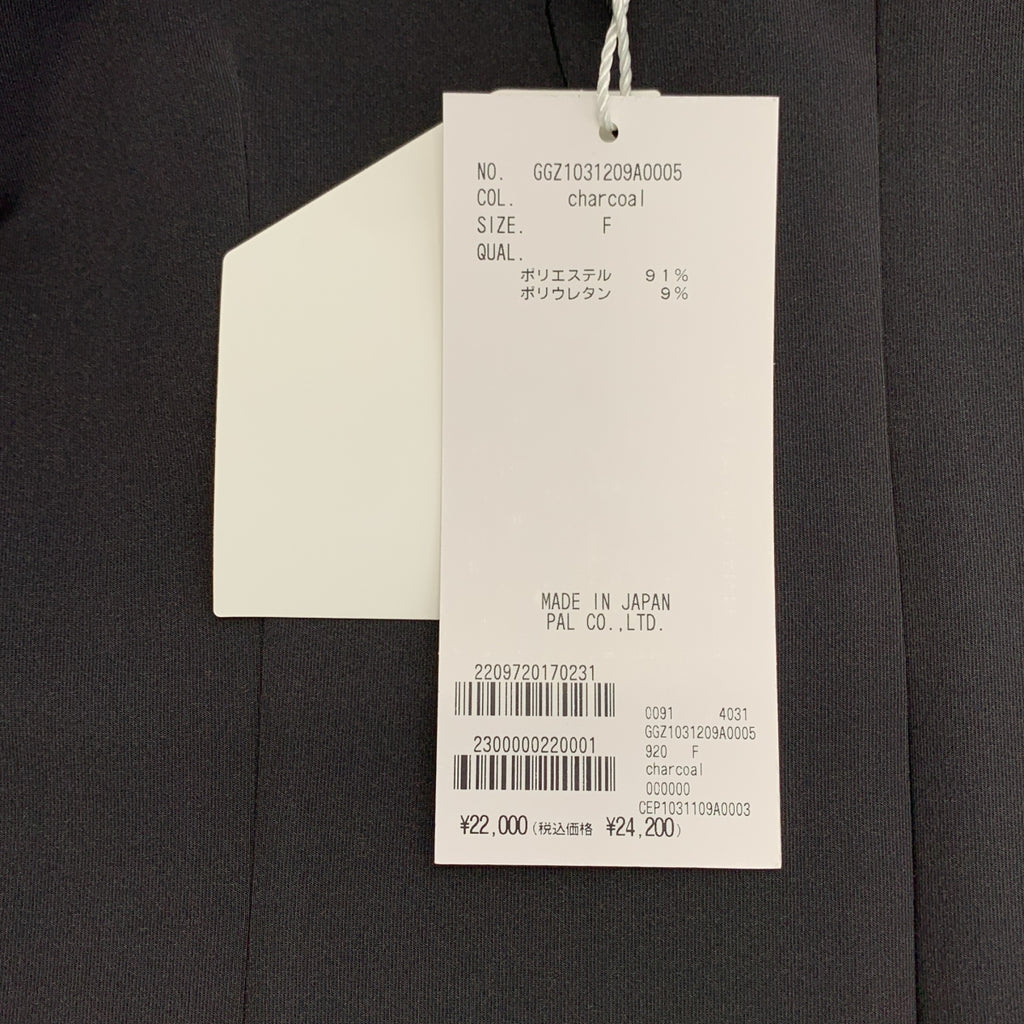 NO. GGZ1031209A0005
COL. charcoal
SIZE. F
QUAL.
ポリエステル ９１％
ポリウレタン ９％
MADE IN JAPAN
PAL CO.,LTD.
2209720170231
2300000220001
0091 4031
GGZ1031209A0005
920 F
charcoal
000000
CEP1031109A0003
¥22,000(税込価格 ¥24,200)